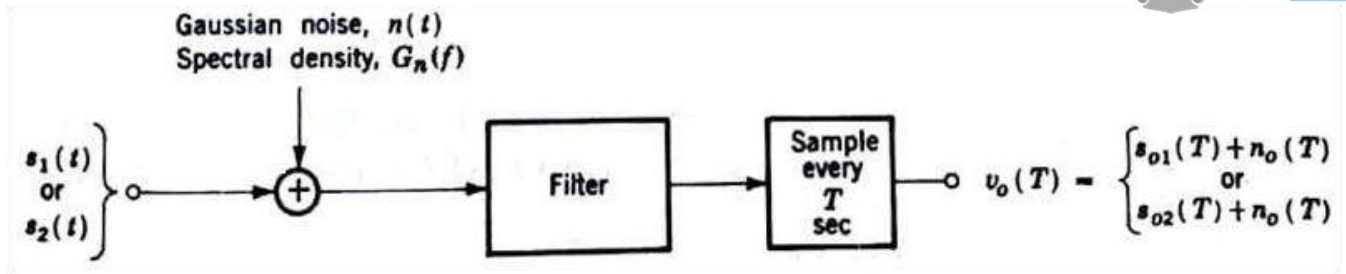 Gaussian noise, n(t)
Spectral density, Gₙ(f)
s₁(t)
or
s₂(t)
+
Filter
Sample
every
T
sec
vₒ(T) = { sₒ₁(T) + nₒ(T)
or
sₒ₂(T) + nₒ(T)